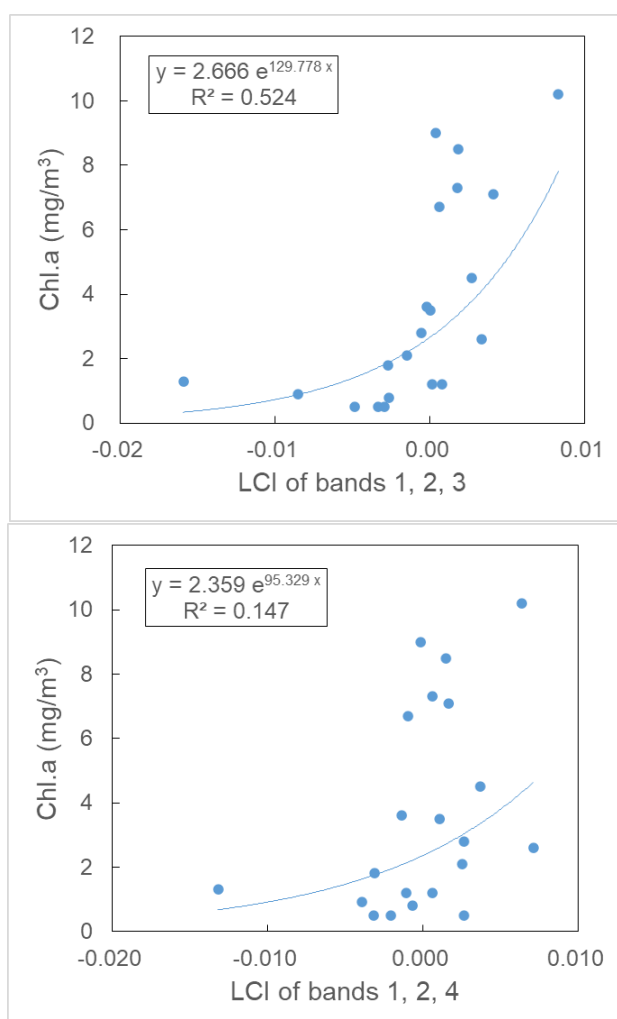 12
y = 2.666 e^129.778 x
R² = 0.524
10
8
6
4
2
0
Chl.a (mg/m³)
-0.02
-0.01
0.00
0.01
LCI of bands 1, 2, 3
12
y = 2.359 e^95.329 x
R² = 0.147
10
8
6
4
2
0
Chl.a (mg/m³)
-0.020
-0.010
0.000
0.010
LCI of bands 1, 2, 4